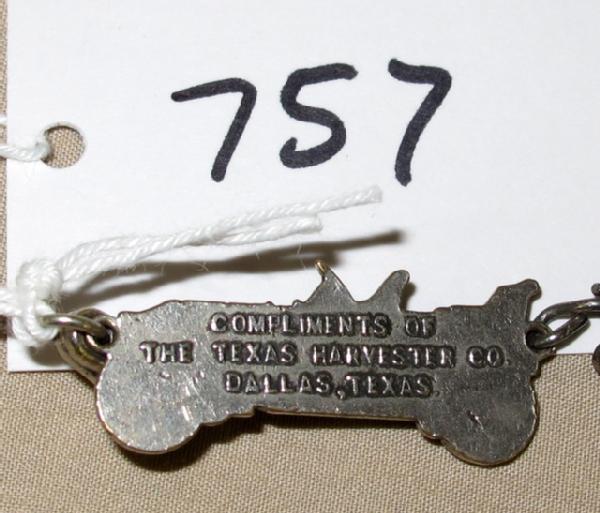 757
COMPLIMENTS OF
THE TEXAS HARVESTER CO.
DALLAS, TEXAS.